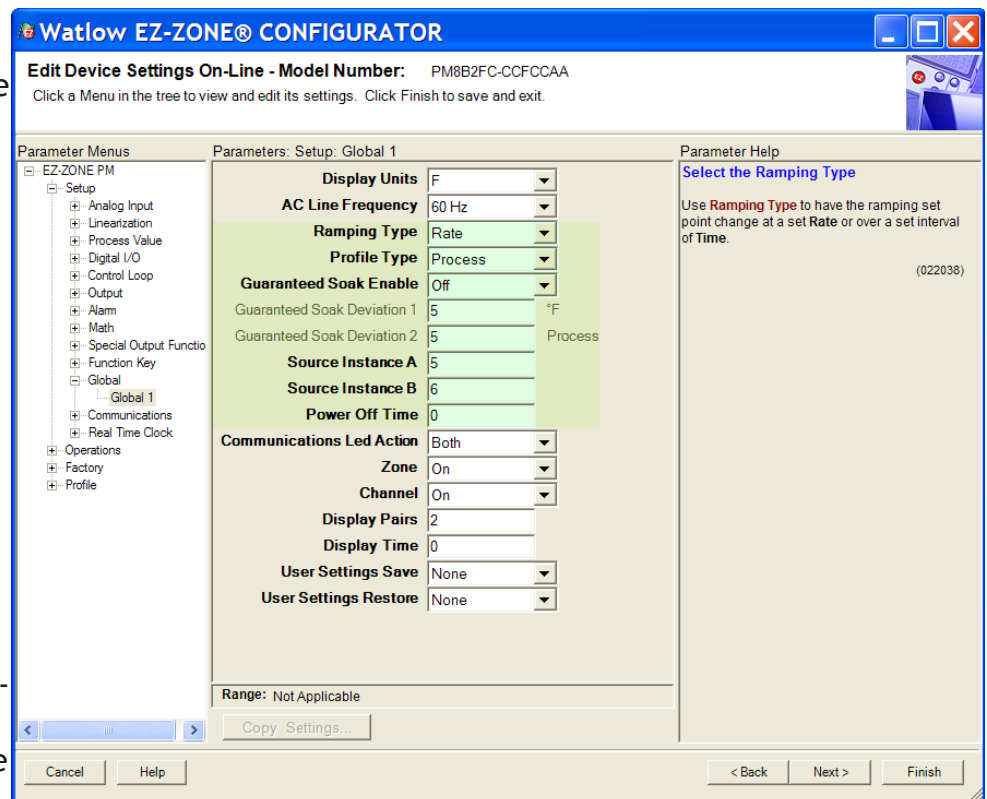 Watlow EZ-ZONE® CONFIGURATOR
e
Edit Device Settings On-Line - Model Number: PM8B2FC-CCFCCAA
Click a Menu in the tree to view and edit its settings. Click Finish to save and exit.
Parameter Menus
EZ-ZONE PM
Setup
Analog Input
Linearization
Process Value
Digital I/O
Control Loop
Output
Alarm
Math
Special Output Functio
Function Key
Global
Global 1
Communications
Real Time Clock
Operations
Factory
Profile
Parameters: Setup: Global 1
Display Units F
AC Line Frequency 60 Hz
Ramping Type Rate
Profile Type Process
Guaranteed Soak Enable Off
Guaranteed Soak Deviation 1 5 °F
Guaranteed Soak Deviation 2 5 Process
Source Instance A 5
Source Instance B 6
Power Off Time 0
Communications Led Action Both
Zone On
Channel On
Display Pairs 2
Display Time 0
User Settings Save None
User Settings Restore None
Range: Not Applicable
Copy Settings...
Parameter Help
Select the Ramping Type
Use Ramping Type to have the ramping set
point change at a set Rate or over a set interval
of Time.
(022038)
-
e
Cancel Help < Back Next > Finish